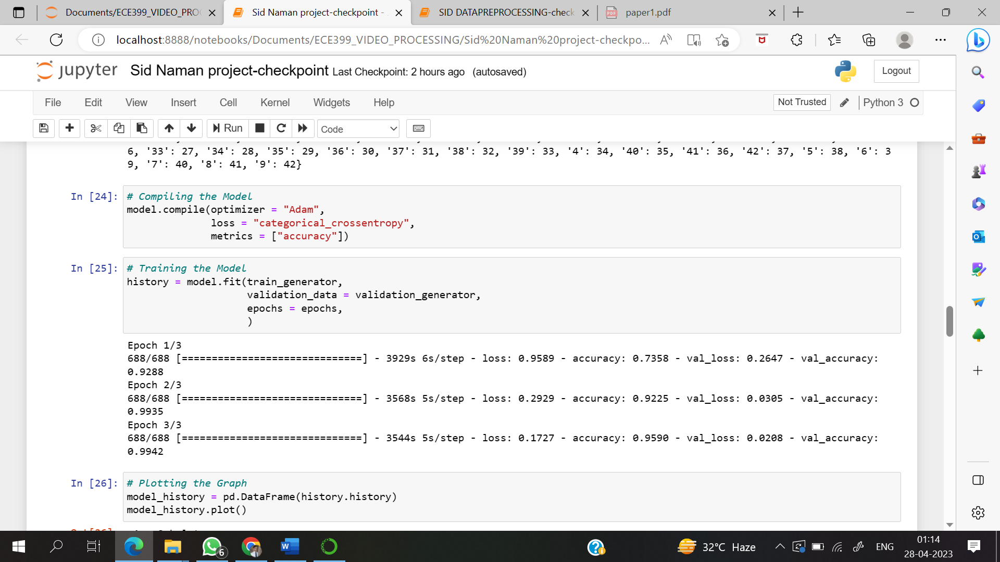 Documents/ECE399_VIDEO_PRO
Sid Naman project-checkpoint -
SID DATAPREPROCESSING-check
paper1.pdf
localhost:8888/notebooks/Documents/ECE399_VIDEO_PROCESSING/Sid%20Naman%20project-checkpo...
jupyter Sid Naman project-checkpoint Last Checkpoint: 2 hours ago (autosaved)
Logout
File Edit View Insert Cell Kernel Widgets Help
Not Trusted
Python 3
Run
Code
6, '33': 27, '34': 28, '35': 29, '36': 30, '37': 31, '38': 32, '39': 33, '4': 34, '40': 35, '41': 36, '42': 37, '5': 38, '6': 3
9, '7': 40, '8': 41, '9': 42}
In [24]: # Compiling the Model
model.compile(optimizer = "Adam",
loss = "categorical_crossentropy",
metrics = ["accuracy"])
In [25]: # Training the Model
history = model.fit(train_generator,
validation_data = validation_generator,
epochs = epochs,
)
Epoch 1/3
688/688 [==============================] - 3929s 6s/step - loss: 0.9589 - accuracy: 0.7358 - val_loss: 0.2647 - val_accuracy:
0.9288
Epoch 2/3
688/688 [==============================] - 3568s 5s/step - loss: 0.2929 - accuracy: 0.9225 - val_loss: 0.0305 - val_accuracy:
0.9935
Epoch 3/3
688/688 [==============================] - 3544s 5s/step - loss: 0.1727 - accuracy: 0.9590 - val_loss: 0.0208 - val_accuracy:
0.9942
In [26]: # Plotting the Graph
model_history = pd.DataFrame(history.history)
model_history.plot()
6
32°C Haze
ENG
01:14
28-04-2023